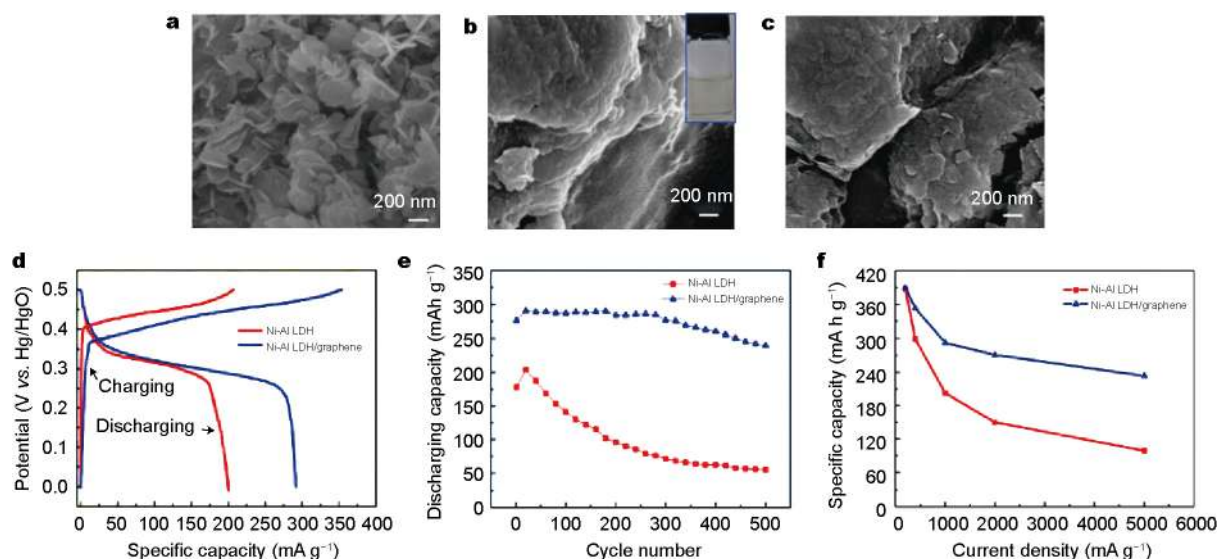 a
b
c
200 nm
200 nm
200 nm
d
e
f
0.5
0.4
0.3
0.2
0.1
0.0
Potential (V vs. Hg/HgO)
Ni-Al LDH
Ni-Al LDH/graphene
Charging
Discharging
0 50 100 150 200 250 300 350 400
Specific capacity (mA g⁻¹)
350
300
250
200
150
100
50
0
Discharging capacity (mAh g⁻¹)
Ni-Al LDH
Ni-Al LDH/graphene
0 100 200 300 400 500
Cycle number
420
360
300
240
180
120
60
Specific capacity (mA h g⁻¹)
Ni-Al LDH
Ni-Al LDH/graphene
0 1000 2000 3000 4000 5000 6000
Current density (mA g⁻¹)